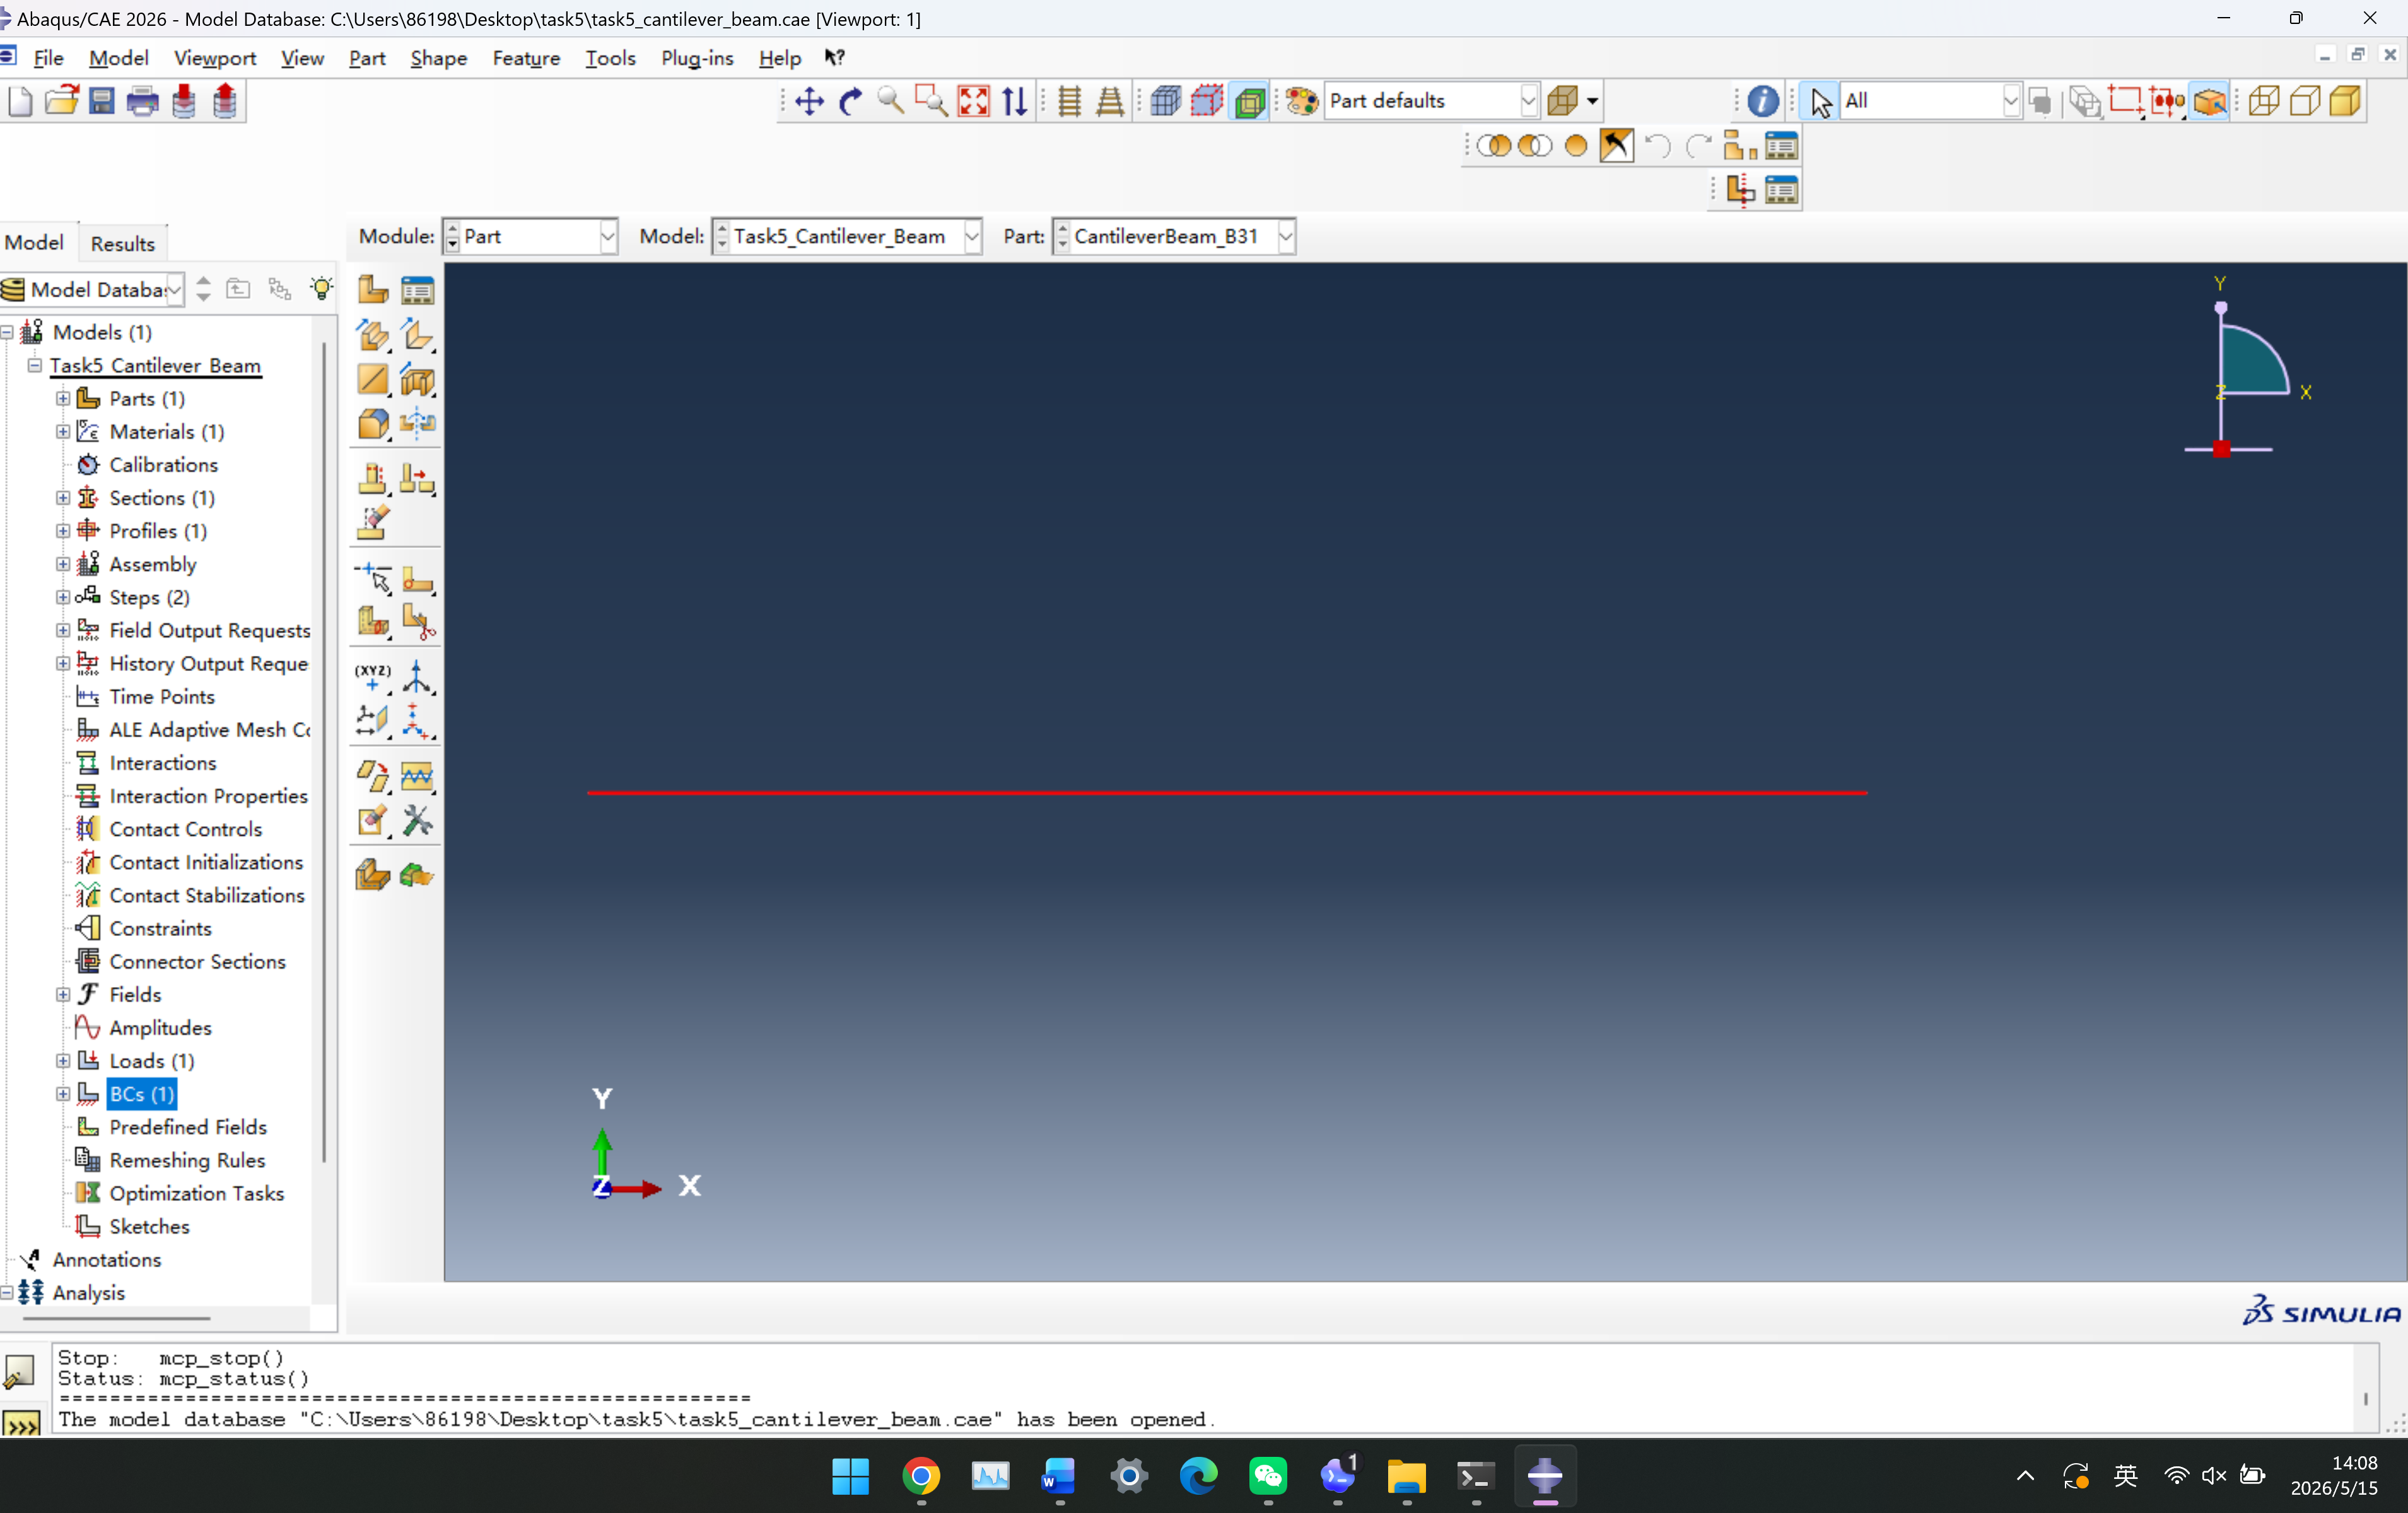 Abaqus/CAE 2026 - Model Database: C:\Users\86198\Desktop\task5\task5_cantilever_beam.cae [Viewport: 1]
File Model Viewport View Part Shape Feature Tools Plug-ins Help
Part defaults
All
Model Results
Module: Part Model: Task5_Cantilever_Beam Part: CantileverBeam_B31
Model Databa:
Models (1)
Task5_Cantilever_Beam
Parts (1)
Materials (1)
Calibrations
Sections (1)
Profiles (1)
Assembly
Steps (2)
Field Output Requests
History Output Reque
Time Points
ALE Adaptive Mesh Co
Interactions
Interaction Properties
Contact Controls
Contact Initializations
Contact Stabilizations
Constraints
Connector Sections
Fields
Amplitudes
Loads (1)
BCs (1)
Predefined Fields
Remeshing Rules
Optimization Tasks
Sketches
Annotations
Analysis
(XYZ)
Y
Z
X
Y
Z
X
SIMULIA
Stop: mcp_stop()
Status: mcp_status()
======================================================
The model database "C:\Users\86198\Desktop\task5\task5_cantilever_beam.cae" has been opened.
>>>
1
英
14:08
2026/5/15